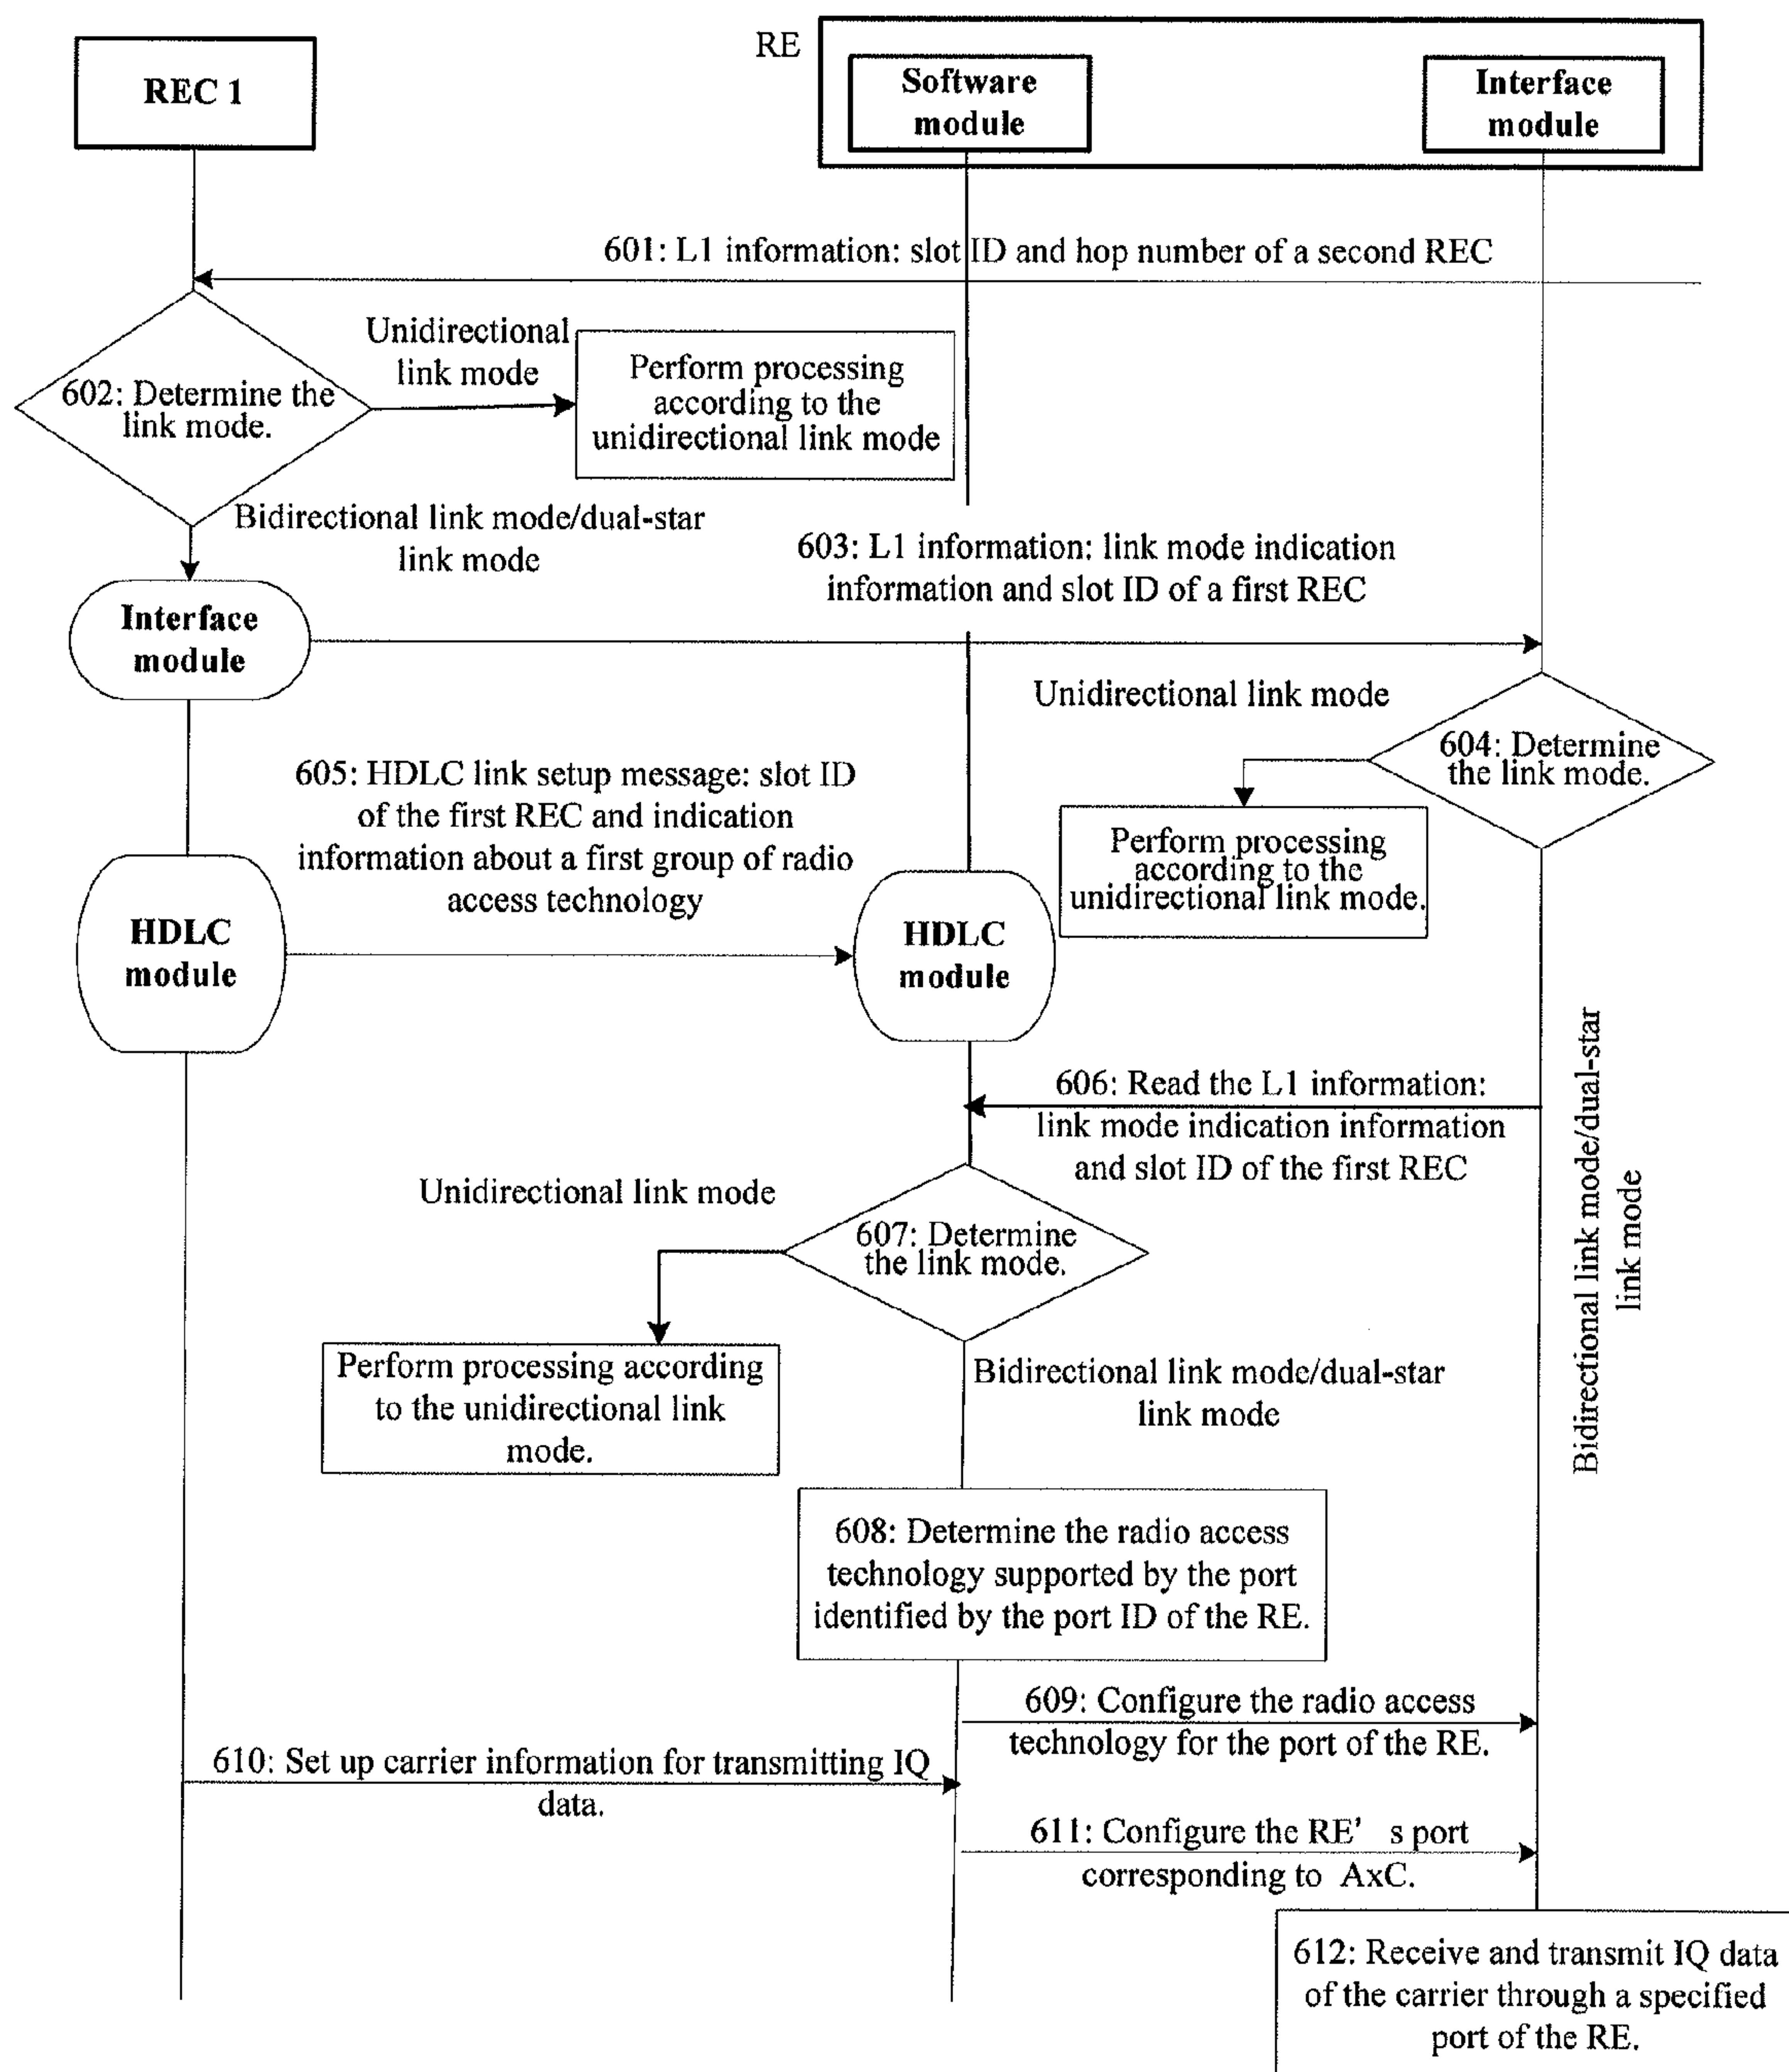 RE
REC 1
Software
module
Interface
module
601: L1 information: slot ID and hop number of a second REC
Unidirectional
link mode
Perform processing
according to the
unidirectional link mode
602: Determine the
link mode.
Bidirectional link mode/dual-star
link mode
603: L1 information: link mode indication
information and slot ID of a first REC
Interface
module
Unidirectional link mode
604: Determine
the link mode.
605: HDLC link setup message: slot ID
of the first REC and indication
information about a first group of radio
access technology
Perform processing
according to the
unidirectional link mode.
HDLC
module
HDLC
module
606: Read the L1 information:
link mode indication information
and slot ID of the first REC
Bidirectional link mode/dual-star
link mode
Unidirectional link mode
607: Determine
the link mode.
Perform processing according
to the unidirectional link
mode.
Bidirectional link mode/dual-star
link mode
608: Determine the radio access
technology supported by the port
identified by the port ID of the RE.
609: Configure the radio access
technology for the port of the RE.
610: Set up carrier information for transmitting IQ
data.
611: Configure the RE' s port
corresponding to AxC.
612: Receive and transmit IQ data
of the carrier through a specified
port of the RE.